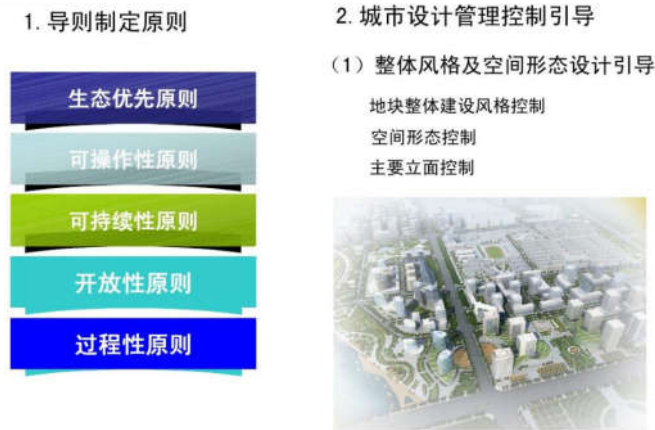 1. 导则制定原则
生态优先原则
可操作性原则
可持续性原则
开放性原则
过程性原则
2. 城市设计管理控制引导
（1）整体风格及空间形态设计引导
地块整体建设风格控制
空间形态控制
主要立面控制